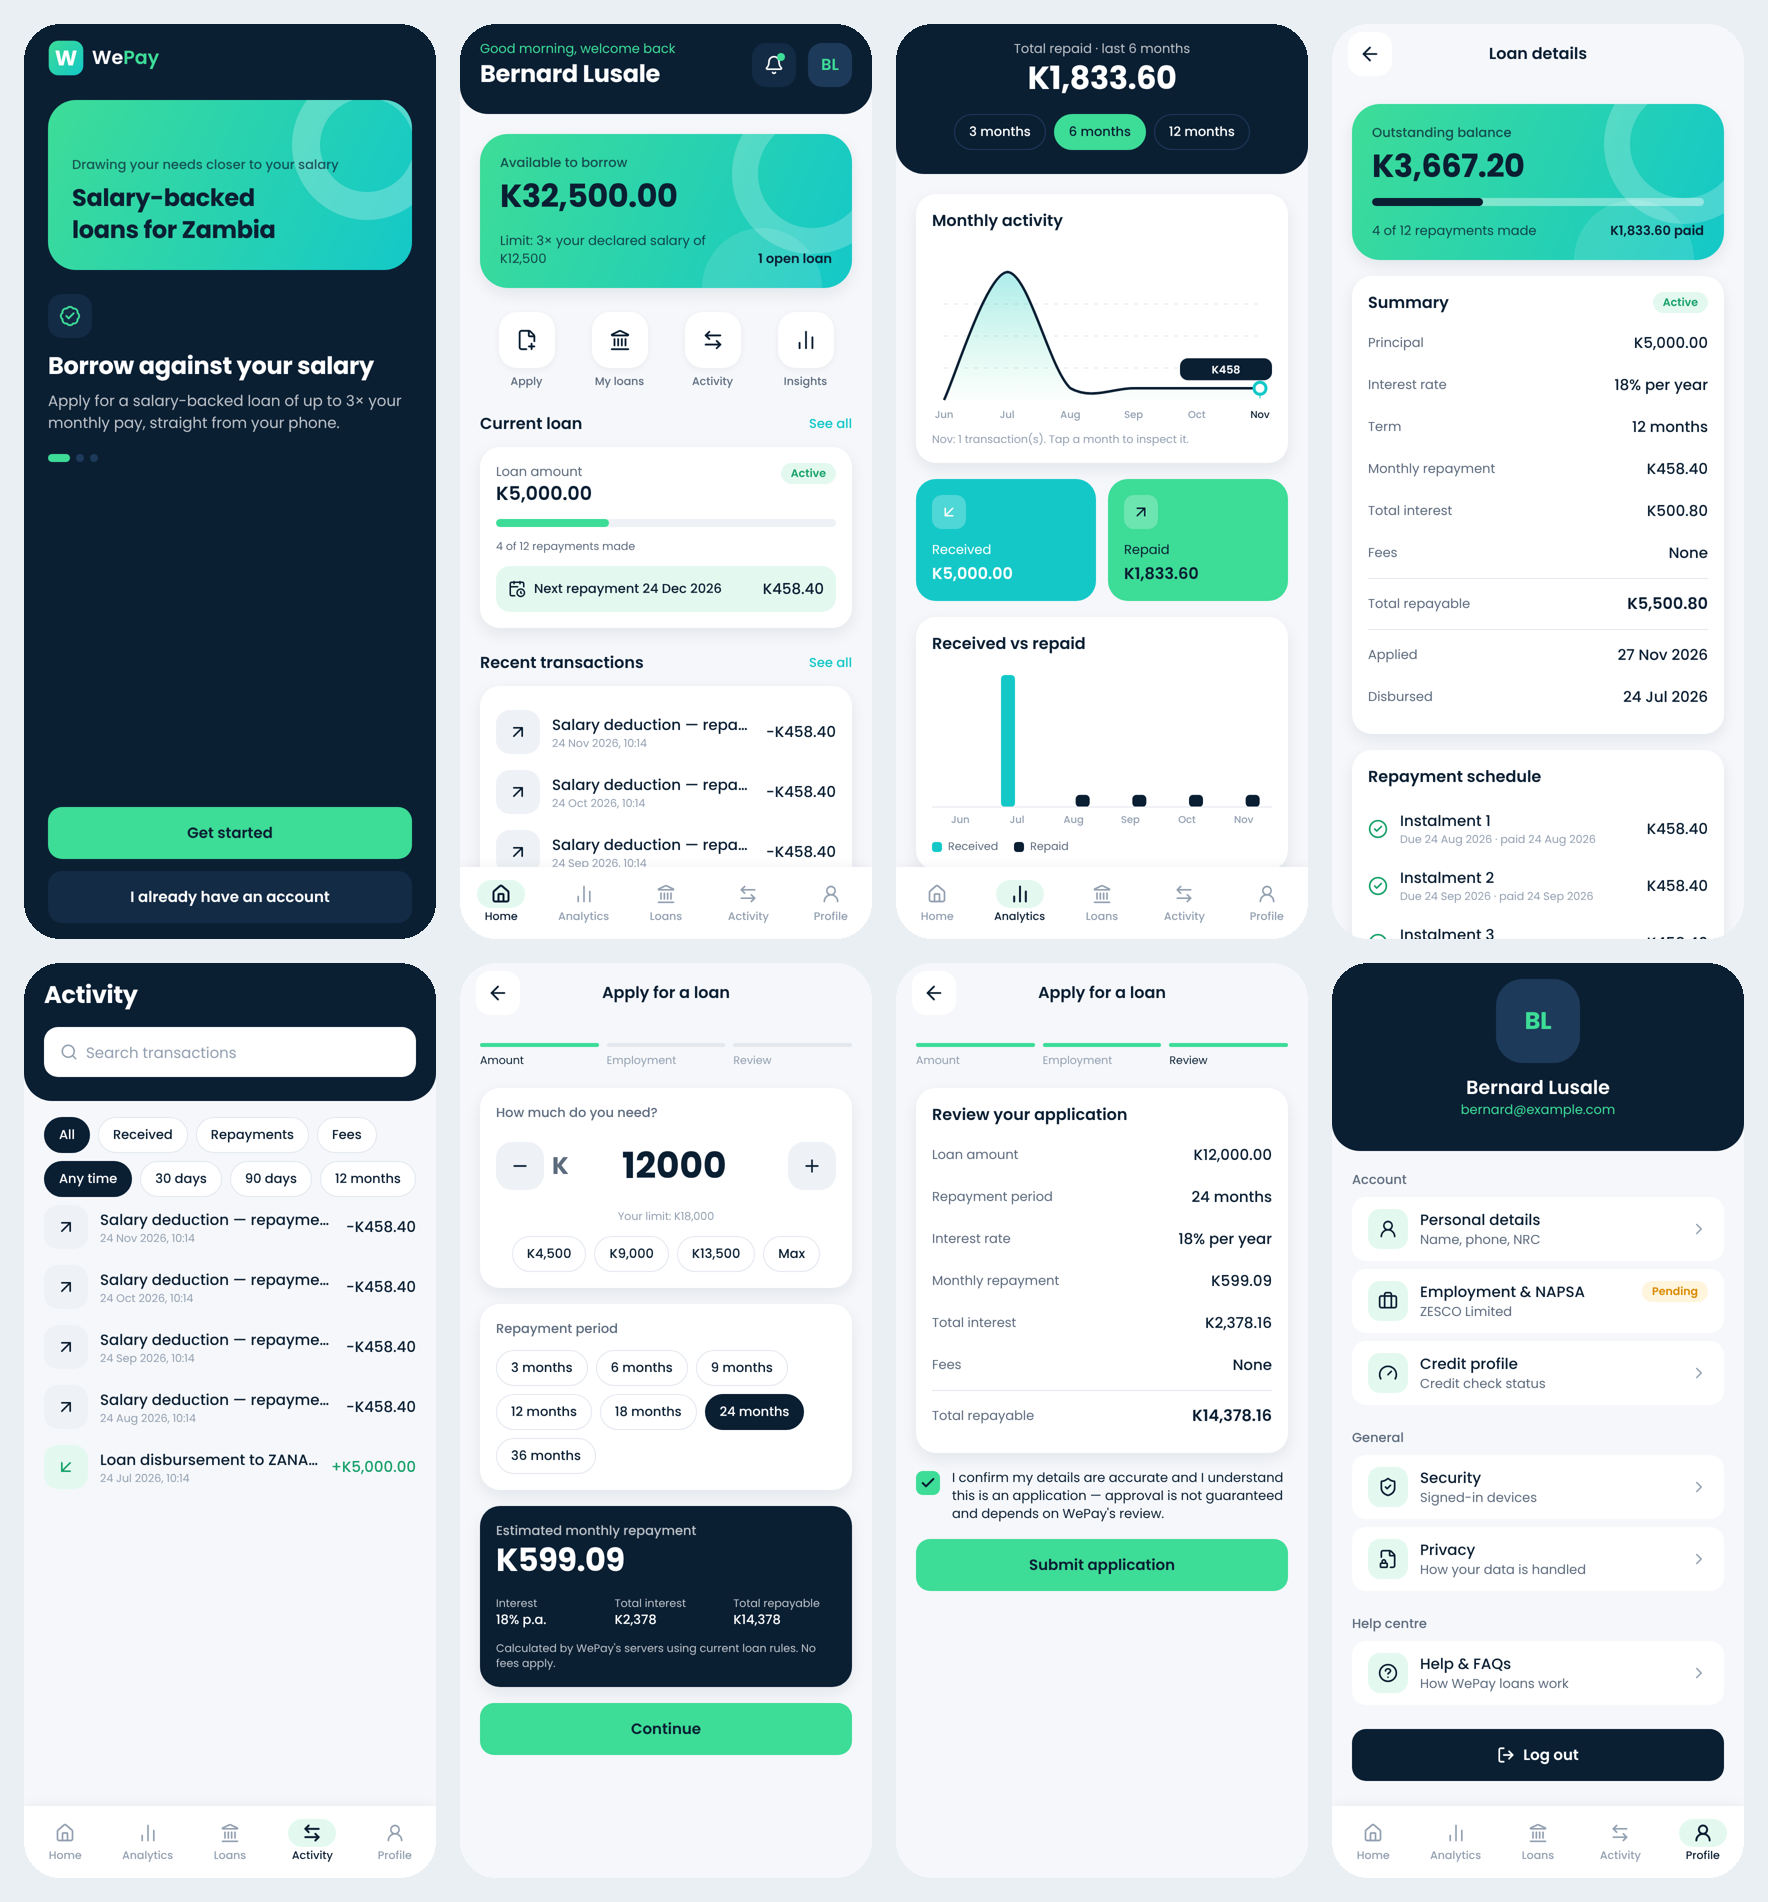 W WePay
Drawing your needs closer to your salary
Salary-backed
loans for Zambia
Borrow against your salary
Apply for a salary-backed loan of up to 3× your
monthly pay, straight from your phone.
Get started
I already have an account
Good morning, welcome back
Bernard Lusale
BL
Available to borrow
K32,500.00
Limit: 3× your declared salary of
K12,500
1 open loan
Apply
My loans
Activity
Insights
Current loan
See all
Loan amount
Active
K5,000.00
4 of 12 repayments made
Next repayment 24 Dec 2026
K458.40
Recent transactions
See all
Salary deduction — repa...
-K458.40
24 Nov 2026, 10:14
Salary deduction — repa...
-K458.40
24 Oct 2026, 10:14
Salary deduction — repa...
-K458.40
24 Sep 2026, 10:14
Home
Analytics
Loans
Activity
Profile
Total repaid · last 6 months
K1,833.60
3 months
6 months
12 months
Monthly activity
K458
Jun
Jul
Aug
Sep
Oct
Nov
Nov: 1 transaction(s). Tap a month to inspect it.
Received
K5,000.00
Repaid
K1,833.60
Received vs repaid
Jun
Jul
Aug
Sep
Oct
Nov
Received
Repaid
Home
Analytics
Loans
Activity
Profile
Loan details
Outstanding balance
K3,667.20
4 of 12 repayments made
K1,833.60 paid
Summary
Active
Principal
K5,000.00
Interest rate
18% per year
Term
12 months
Monthly repayment
K458.40
Total interest
K500.80
Fees
None
Total repayable
K5,500.80
Applied
27 Nov 2026
Disbursed
24 Jul 2026
Repayment schedule
Instalment 1
Due 24 Aug 2026 · paid 24 Aug 2026
K458.40
Instalment 2
Due 24 Sep 2026 · paid 24 Sep 2026
K458.40
Instalment 3
K458.40
Activity
Search transactions
All
Received
Repayments
Fees
Any time
30 days
90 days
12 months
Salary deduction — repayme...
-K458.40
24 Nov 2026, 10:14
Salary deduction — repayme...
-K458.40
24 Oct 2026, 10:14
Salary deduction — repayme...
-K458.40
24 Sep 2026, 10:14
Salary deduction — repayme...
-K458.40
24 Aug 2026, 10:14
Loan disbursement to ZANA...
+K5,000.00
24 Jul 2026, 10:14
Home
Analytics
Loans
Activity
Profile
Apply for a loan
Amount
Employment
Review
How much do you need?
K
12000
Your limit: K18,000
K4,500
K9,000
K13,500
Max
Repayment period
3 months
6 months
9 months
12 months
18 months
24 months
36 months
Estimated monthly repayment
K599.09
Interest
Total interest
Total repayable
18% p.a.
K2,378
K14,378
Calculated by WePay's servers using current loan rules. No
fees apply.
Continue
Apply for a loan
Amount
Employment
Review
Review your application
Loan amount
K12,000.00
Repayment period
24 months
Interest rate
18% per year
Monthly repayment
K599.09
Total interest
K2,378.16
Fees
None
Total repayable
K14,378.16
I confirm my details are accurate and I understand
this is an application — approval is not guaranteed
and depends on WePay's review.
Submit application
BL
Bernard Lusale
bernard@example.com
Account
Personal details
Name, phone, NRC
Employment & NAPSA
ZESCO Limited
Pending
Credit profile
Credit check status
General
Security
Signed-in devices
Privacy
How your data is handled
Help centre
Help & FAQs
How WePay loans work
Log out
Home
Analytics
Loans
Activity
Profile